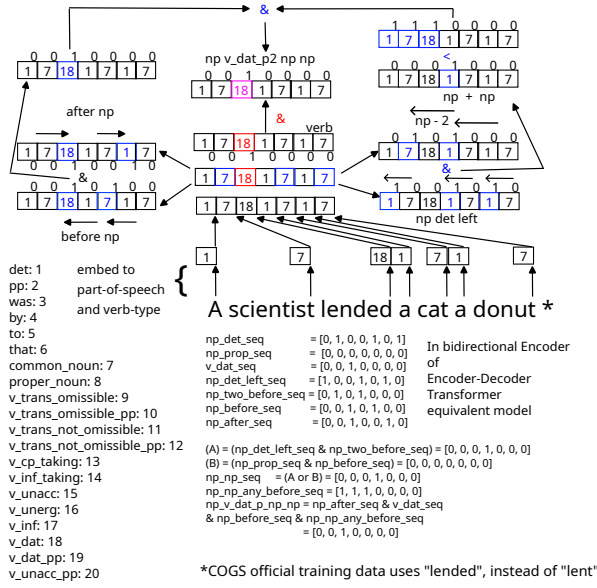 &
0 0 1 0 0 0 0
1 7 18 1 7 1 7
np v_dat_p2 np np
0 0 1 0 0 0 0
1 7 18 1 7 1 7
1 1 1 0 0 0 0
1 7 18 1 7 1 7
<
0 0 0 1 0 0 0
1 7 18 1 7 1 7
np + np
after np
&
verb
np - 2
1 7 18 1 7 1 7
0 0 1 0 0 1 0
&
0 0 1 0 1 0 0
1 7 18 1 7 1 7
before np
1 7 18 1 7 1 7
0 0 1 0 0 0 0
1 7 18 1 7 1 7
1 7 18 1 7 1 7
0 1 0 1 0 0 0
1 7 18 1 7 1 7
&
1 0 0 1 0 1 0
1 7 18 1 7 1 7
np det left
1 7 18 1 7 1 7
{
A scientist lended a cat a donut *
embed to
part-of-speech
and verb-type
det: 1
pp: 2
was: 3
by: 4
to: 5
that: 6
common_noun: 7
proper_noun: 8
v_trans_omissible: 9
v_trans_omissible_pp: 10
v_trans_not_omissible: 11
v_trans_not_omissible_pp: 12
v_cp_taking: 13
v_inf_taking: 14
v_unacc: 15
v_unerg: 16
v_inf: 17
v_dat: 18
v_dat_pp: 19
v_unacc_pp: 20
np_det_seq = [0, 1, 0, 0, 1, 0, 1]
np_prop_seq = [0, 0, 0, 0, 0, 0, 0]
v_dat_seq = [0, 0, 1, 0, 0, 0, 0]
np_det_left_seq = [1, 0, 0, 1, 0, 1, 0]
np_two_before_seq = [0, 1, 0, 1, 0, 0, 0]
np_before_seq = [0, 0, 1, 0, 1, 0, 0]
np_after_seq = [0, 0, 1, 0, 0, 1, 0]
In bidirectional Encoder
of
Encoder-Decoder
Transformer
equivalent model
(A) = (np_det_left_seq & np_two_before_seq) = [0, 0, 0, 1, 0, 0, 0]
(B) = (np_prop_seq & np_before_seq) = [0, 0, 0, 0, 0, 0, 0]
np_np_seq = (A or B) = [0, 0, 0, 1, 0, 0, 0]
np_np_any_before_seq = [1, 1, 1, 0, 0, 0, 0]
np_v_dat_p_np_np = np_after_seq & v_dat_seq
& np_before_seq & np_np_any_before_seq
= [0, 0, 1, 0, 0, 0, 0]
*COGS official training data uses "lended", instead of "lent"